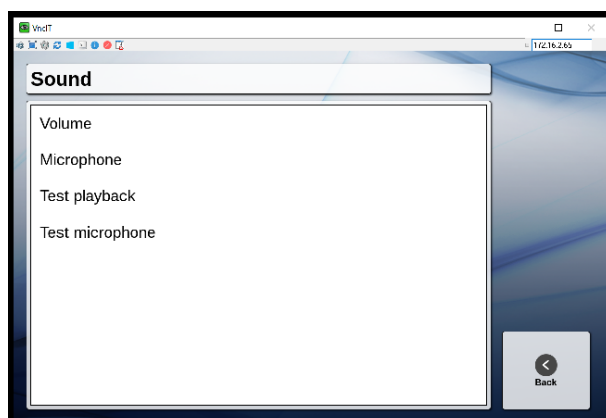 VncIT
172.16.2.65
Sound
Volume
Microphone
Test playback
Test microphone
Back